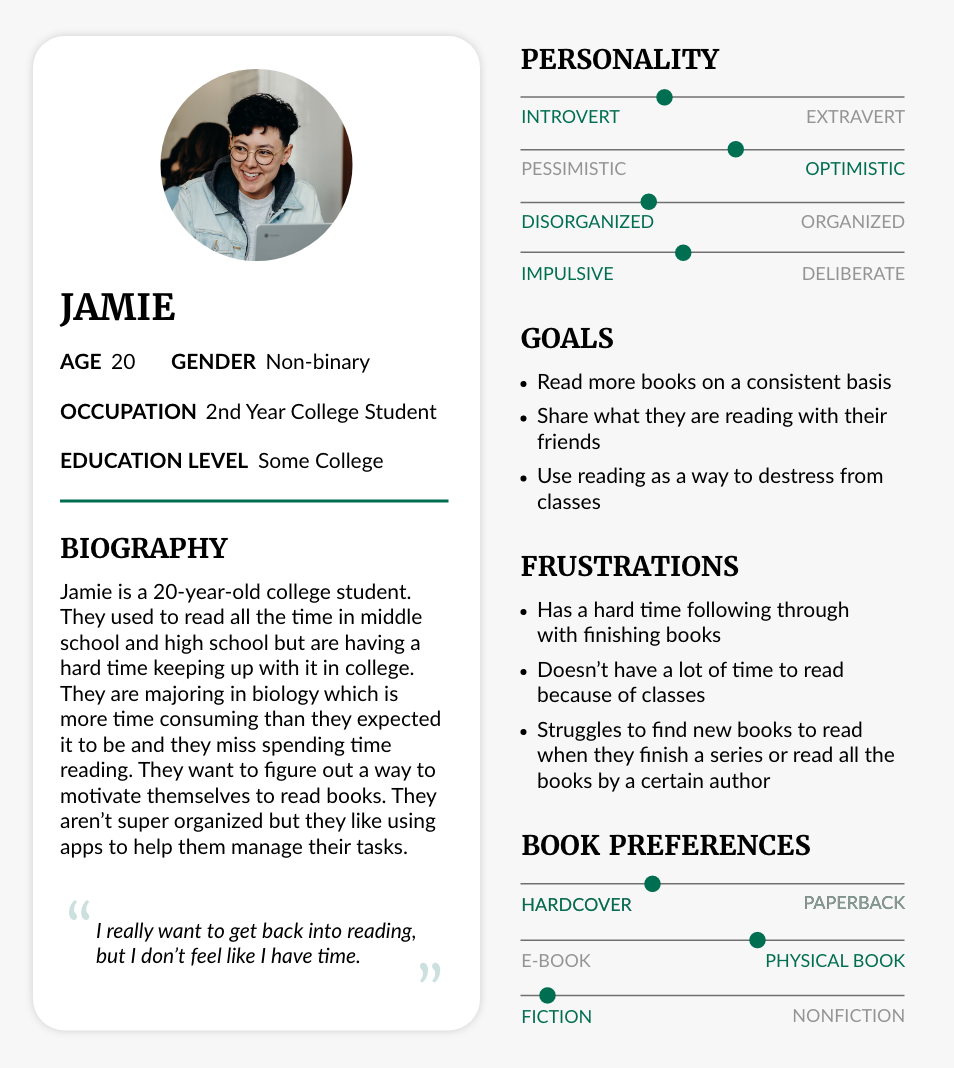 JAMIE
AGE 20 GENDER Non-binary
OCCUPATION 2nd Year College Student
EDUCATION LEVEL Some College
BIOGRAPHY
Jamie is a 20-year-old college student.
They used to read all the time in middle
school and high school but are having a
hard time keeping up with it in college.
They are majoring in biology which is
more time consuming than they expected
it to be and they miss spending time
reading. They want to figure out a way to
motivate themselves to read books. They
aren’t super organized but they like using
apps to help them manage their tasks.
“
I really want to get back into reading,
but I don’t feel like I have time.
”
PERSONALITY
INTROVERT EXTRAVERT
PESSIMISTIC OPTIMISTIC
DISORGANIZED ORGANIZED
IMPULSIVE DELIBERATE
GOALS
• Read more books on a consistent basis
• Share what they are reading with their
friends
• Use reading as a way to destress from
classes
FRUSTRATIONS
• Has a hard time following through
with finishing books
• Doesn’t have a lot of time to read
because of classes
• Struggles to find new books to read
when they finish a series or read all the
books by a certain author
BOOK PREFERENCES
HARDCOVER PAPERBACK
E-BOOK PHYSICAL BOOK
FICTION NONFICTION